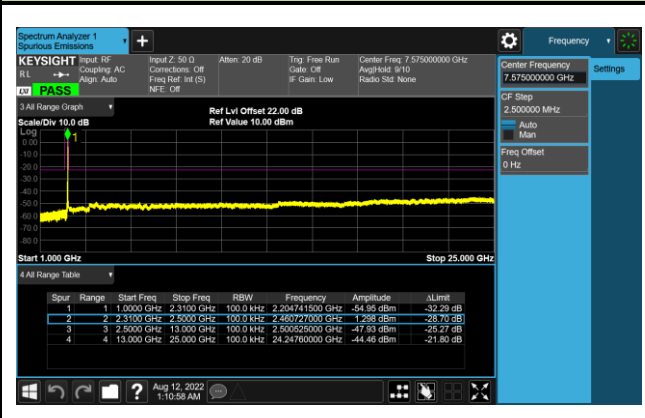 Spectrum Analyzer 1
Spurious Emissions
Frequency
KEYSIGHT
RL
Input: RF
Coupling: AC
Align: Auto
Input Z: 50 Ω
Corrections: Off
Freq Ref: Int (S)
NFE: Off
Atten: 20 dB
Trig: Free Run
Gate: Off
IF Gain: Low
Center Freq: 7.575000000 GHz
Avg|Hold: 9/10
Radio Std: None
LXI PASS
Center Frequency
7.575000000 GHz
Settings
CF Step
2.500000 MHz
Auto
Man
Freq Offset
0 Hz
3 All Range Graph
Scale/Div 10.0 dB
Ref Lvl Offset 22.00 dB
Ref Value 10.00 dBm
Log
1
0.00
-10.0
-20.0
-30.0
-40.0
-50.0
-60.0
-70.0
-80.0
Start 1.000 GHz
Stop 25.000 GHz
4 All Range Table
Spur Range Start Freq Stop Freq RBW Frequency Amplitude ΔLimit
1 1 1.0000 GHz 2.3100 GHz 100.0 kHz 2.204741500 GHz -54.95 dBm -32.29 dB
2 2 2.3100 GHz 2.5000 GHz 100.0 kHz 2.460727000 GHz 1.298 dBm -28.70 dB
3 3 2.5000 GHz 13.000 GHz 100.0 kHz 2.500525000 GHz -47.93 dBm -25.27 dB
4 4 13.000 GHz 25.000 GHz 100.0 kHz 24.24760000 GHz -44.46 dBm -21.80 dB
?
Aug 12, 2022
1:10:58 AM